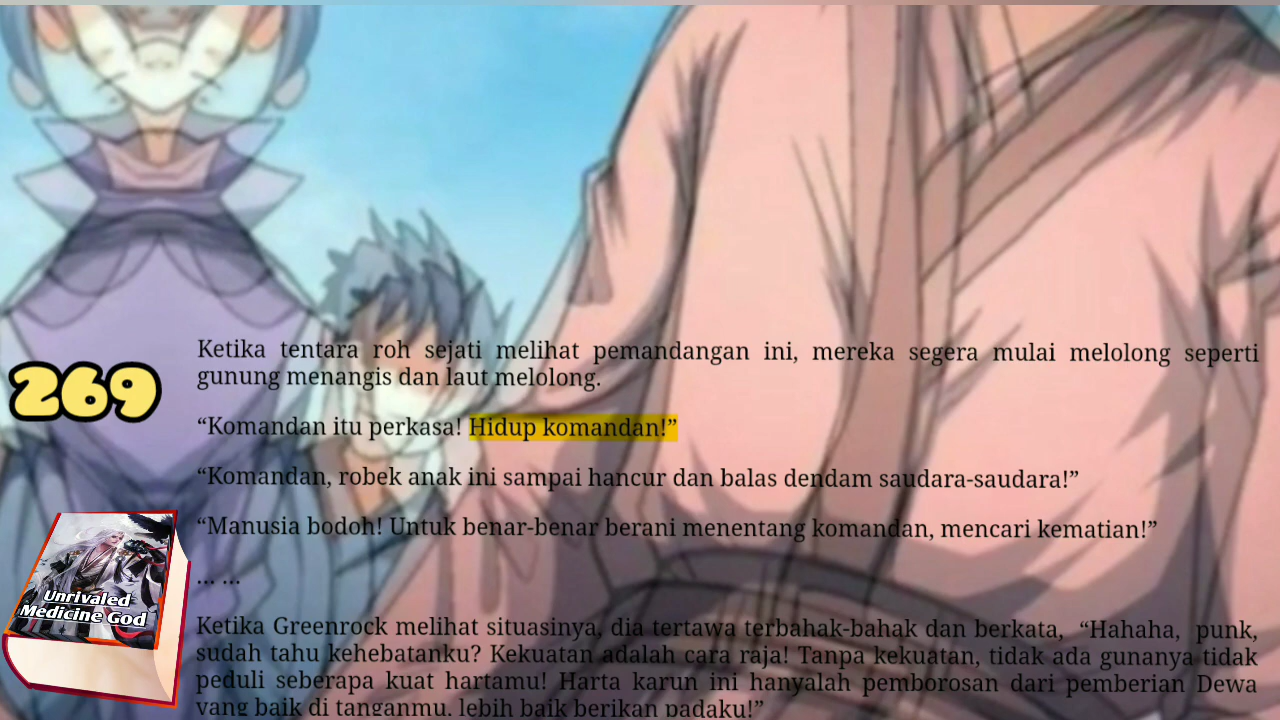 Ketika tentara roh sejati melihat pemandangan ini, mereka segera mulai melolong seperti
gunung menangis dan laut melolong.
269
“Komandan itu perkasa! Hidup komandan!”
“Komandan, robek anak ini sampai hancur dan balas dendam saudara-saudara!”
“Manusia bodoh! Untuk benar-benar berani menentang komandan, mencari kematian!”
... ...
Unrivaled
Medicine God
Ketika Greenrock melihat situasinya, dia tertawa terbahak-bahak dan berkata, “Hahaha, punk,
sudah tahu kehebatanku? Kekuatan adalah cara raja! Tanpa kekuatan, tidak ada gunanya tidak
peduli seberapa kuat hartamu! Harta karun ini hanyalah pemborosan dari pemberian Dewa
yang baik di tanganmu, lebih baik berikan padaku!”